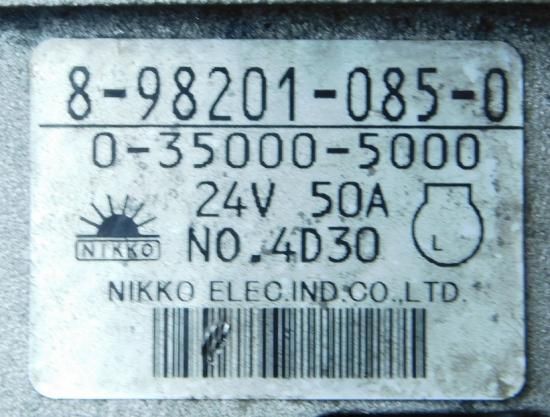 8-98201-085-0
0-35000-5000
24V 50A
NIKKO NO.4D30 L
NIKKO ELEC.IND.CO.,LTD.